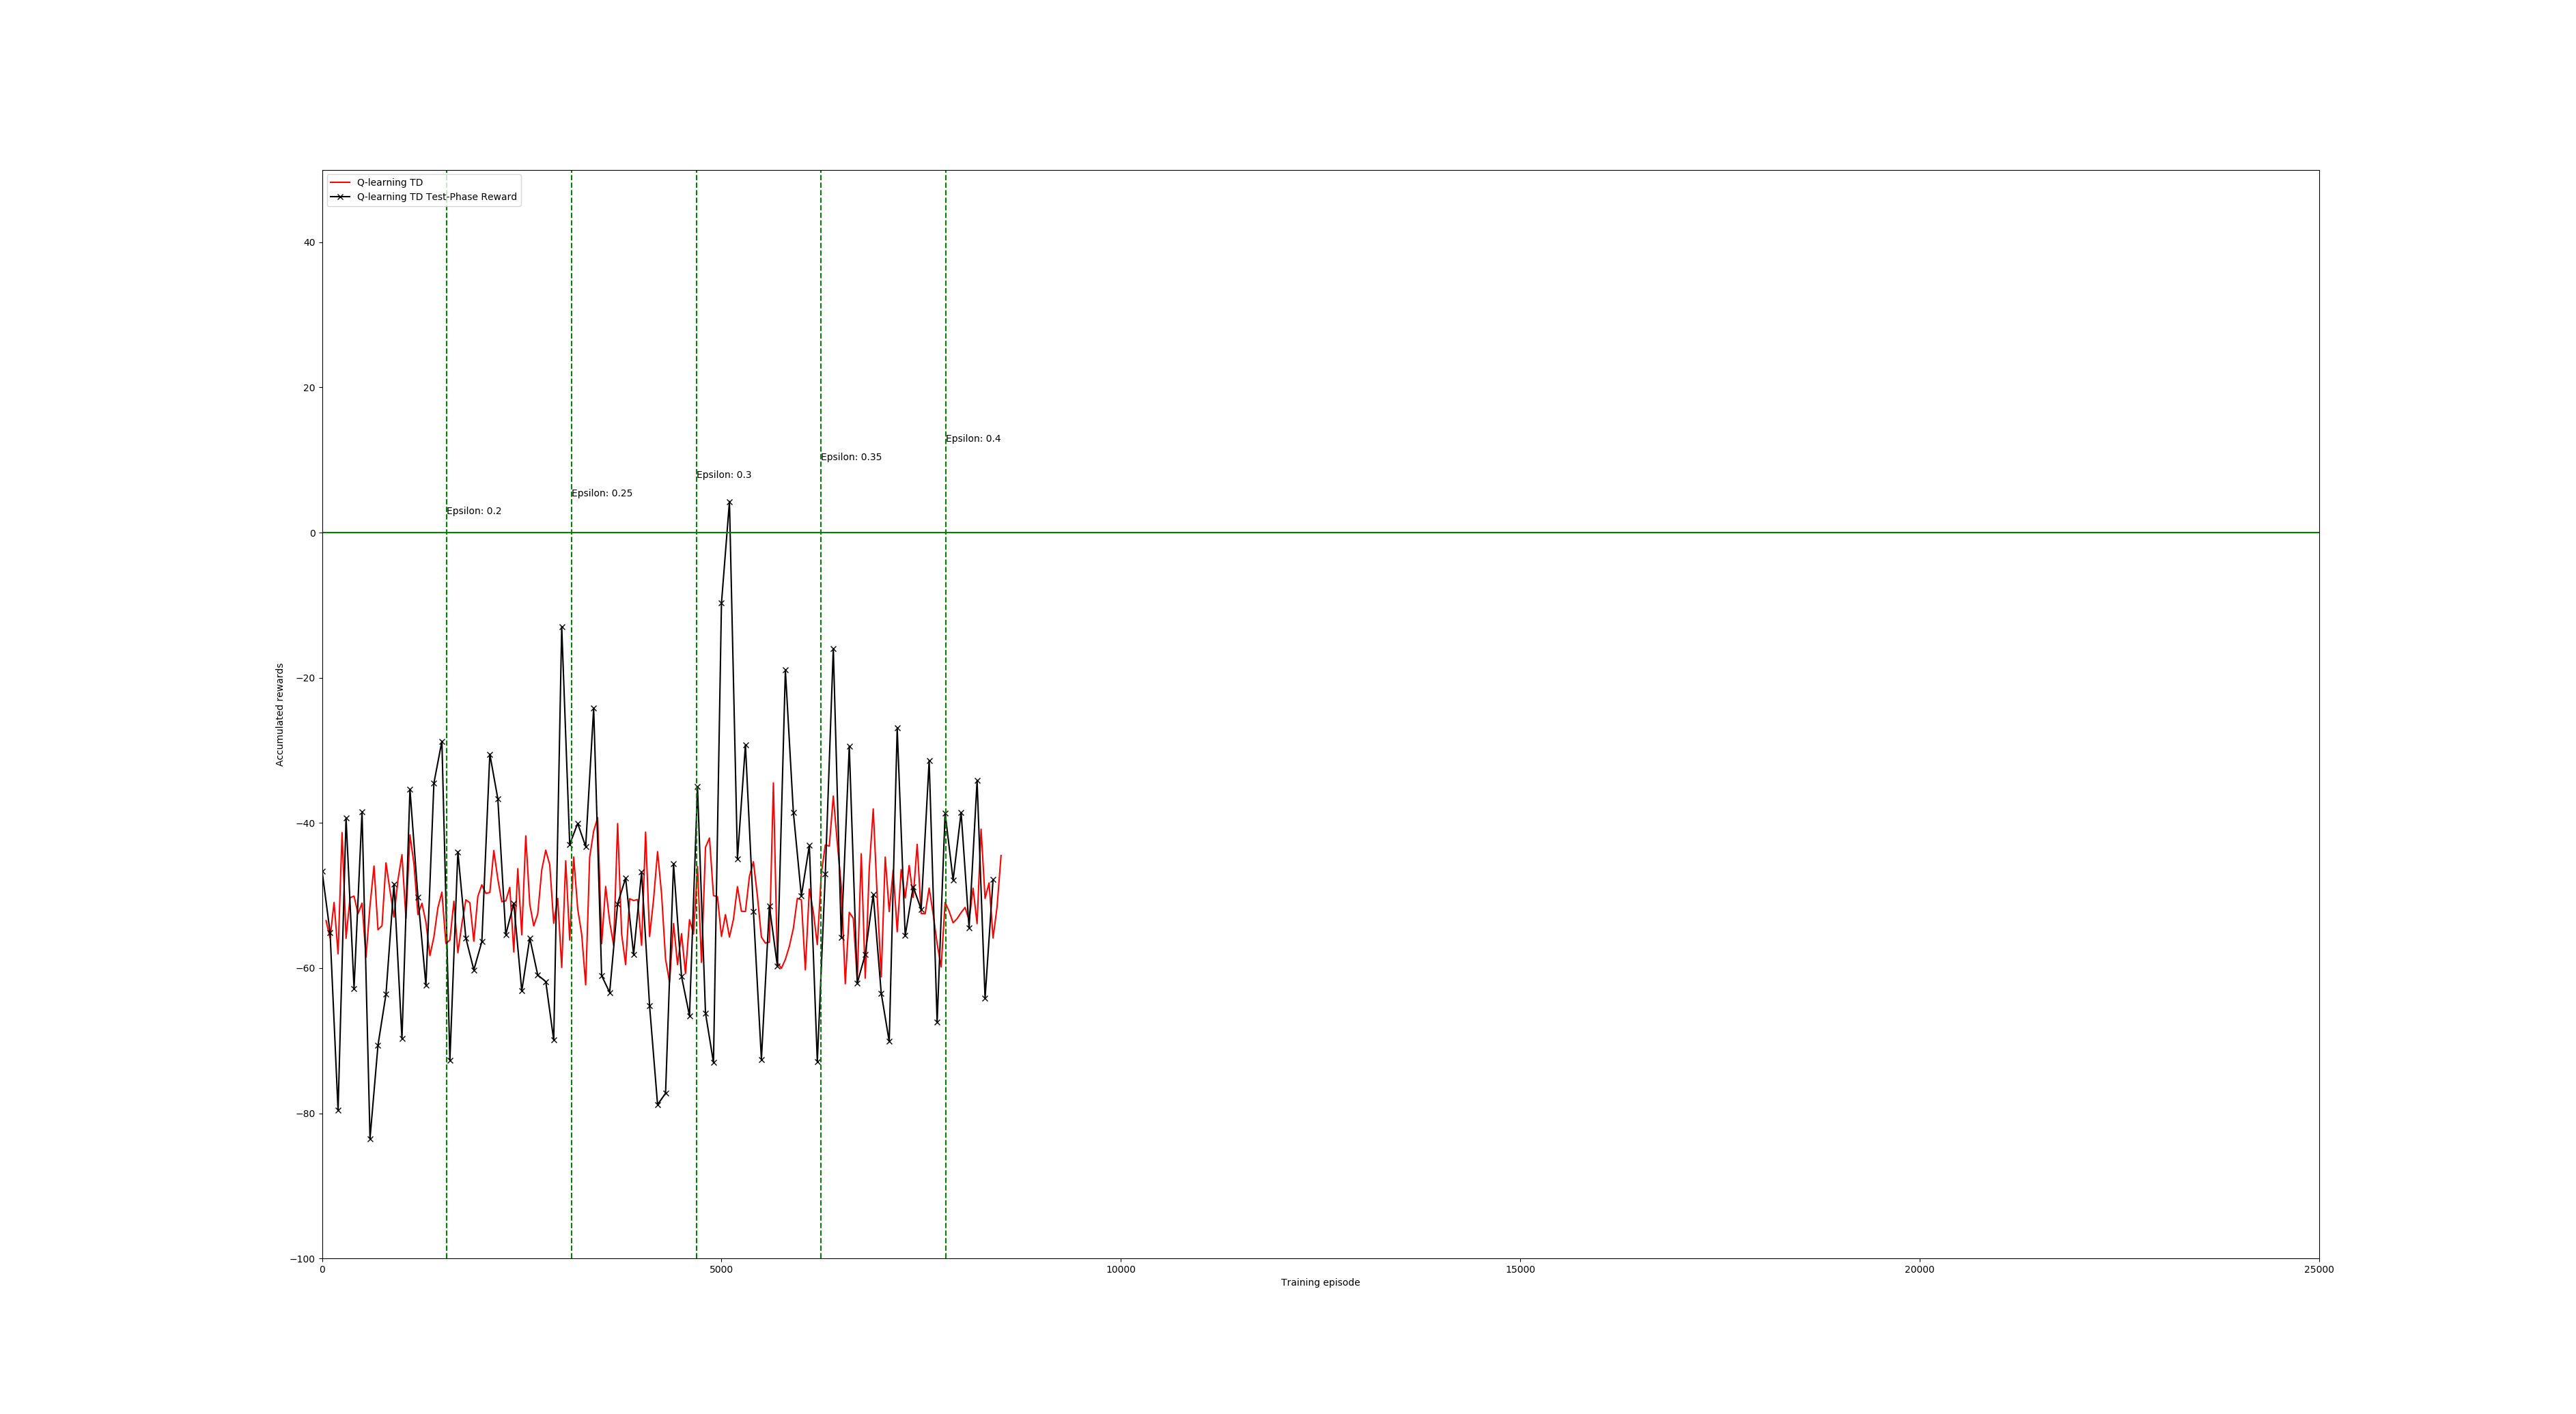 Q-learning TD
Q-learning TD Test-Phase Reward
40
20
0
−20
−40
−60
−80
−100
Accumulated rewards
Epsilon: 0.2
Epsilon: 0.25
Epsilon: 0.3
Epsilon: 0.35
Epsilon: 0.4
0
5000
10000
15000
20000
25000
Training episode